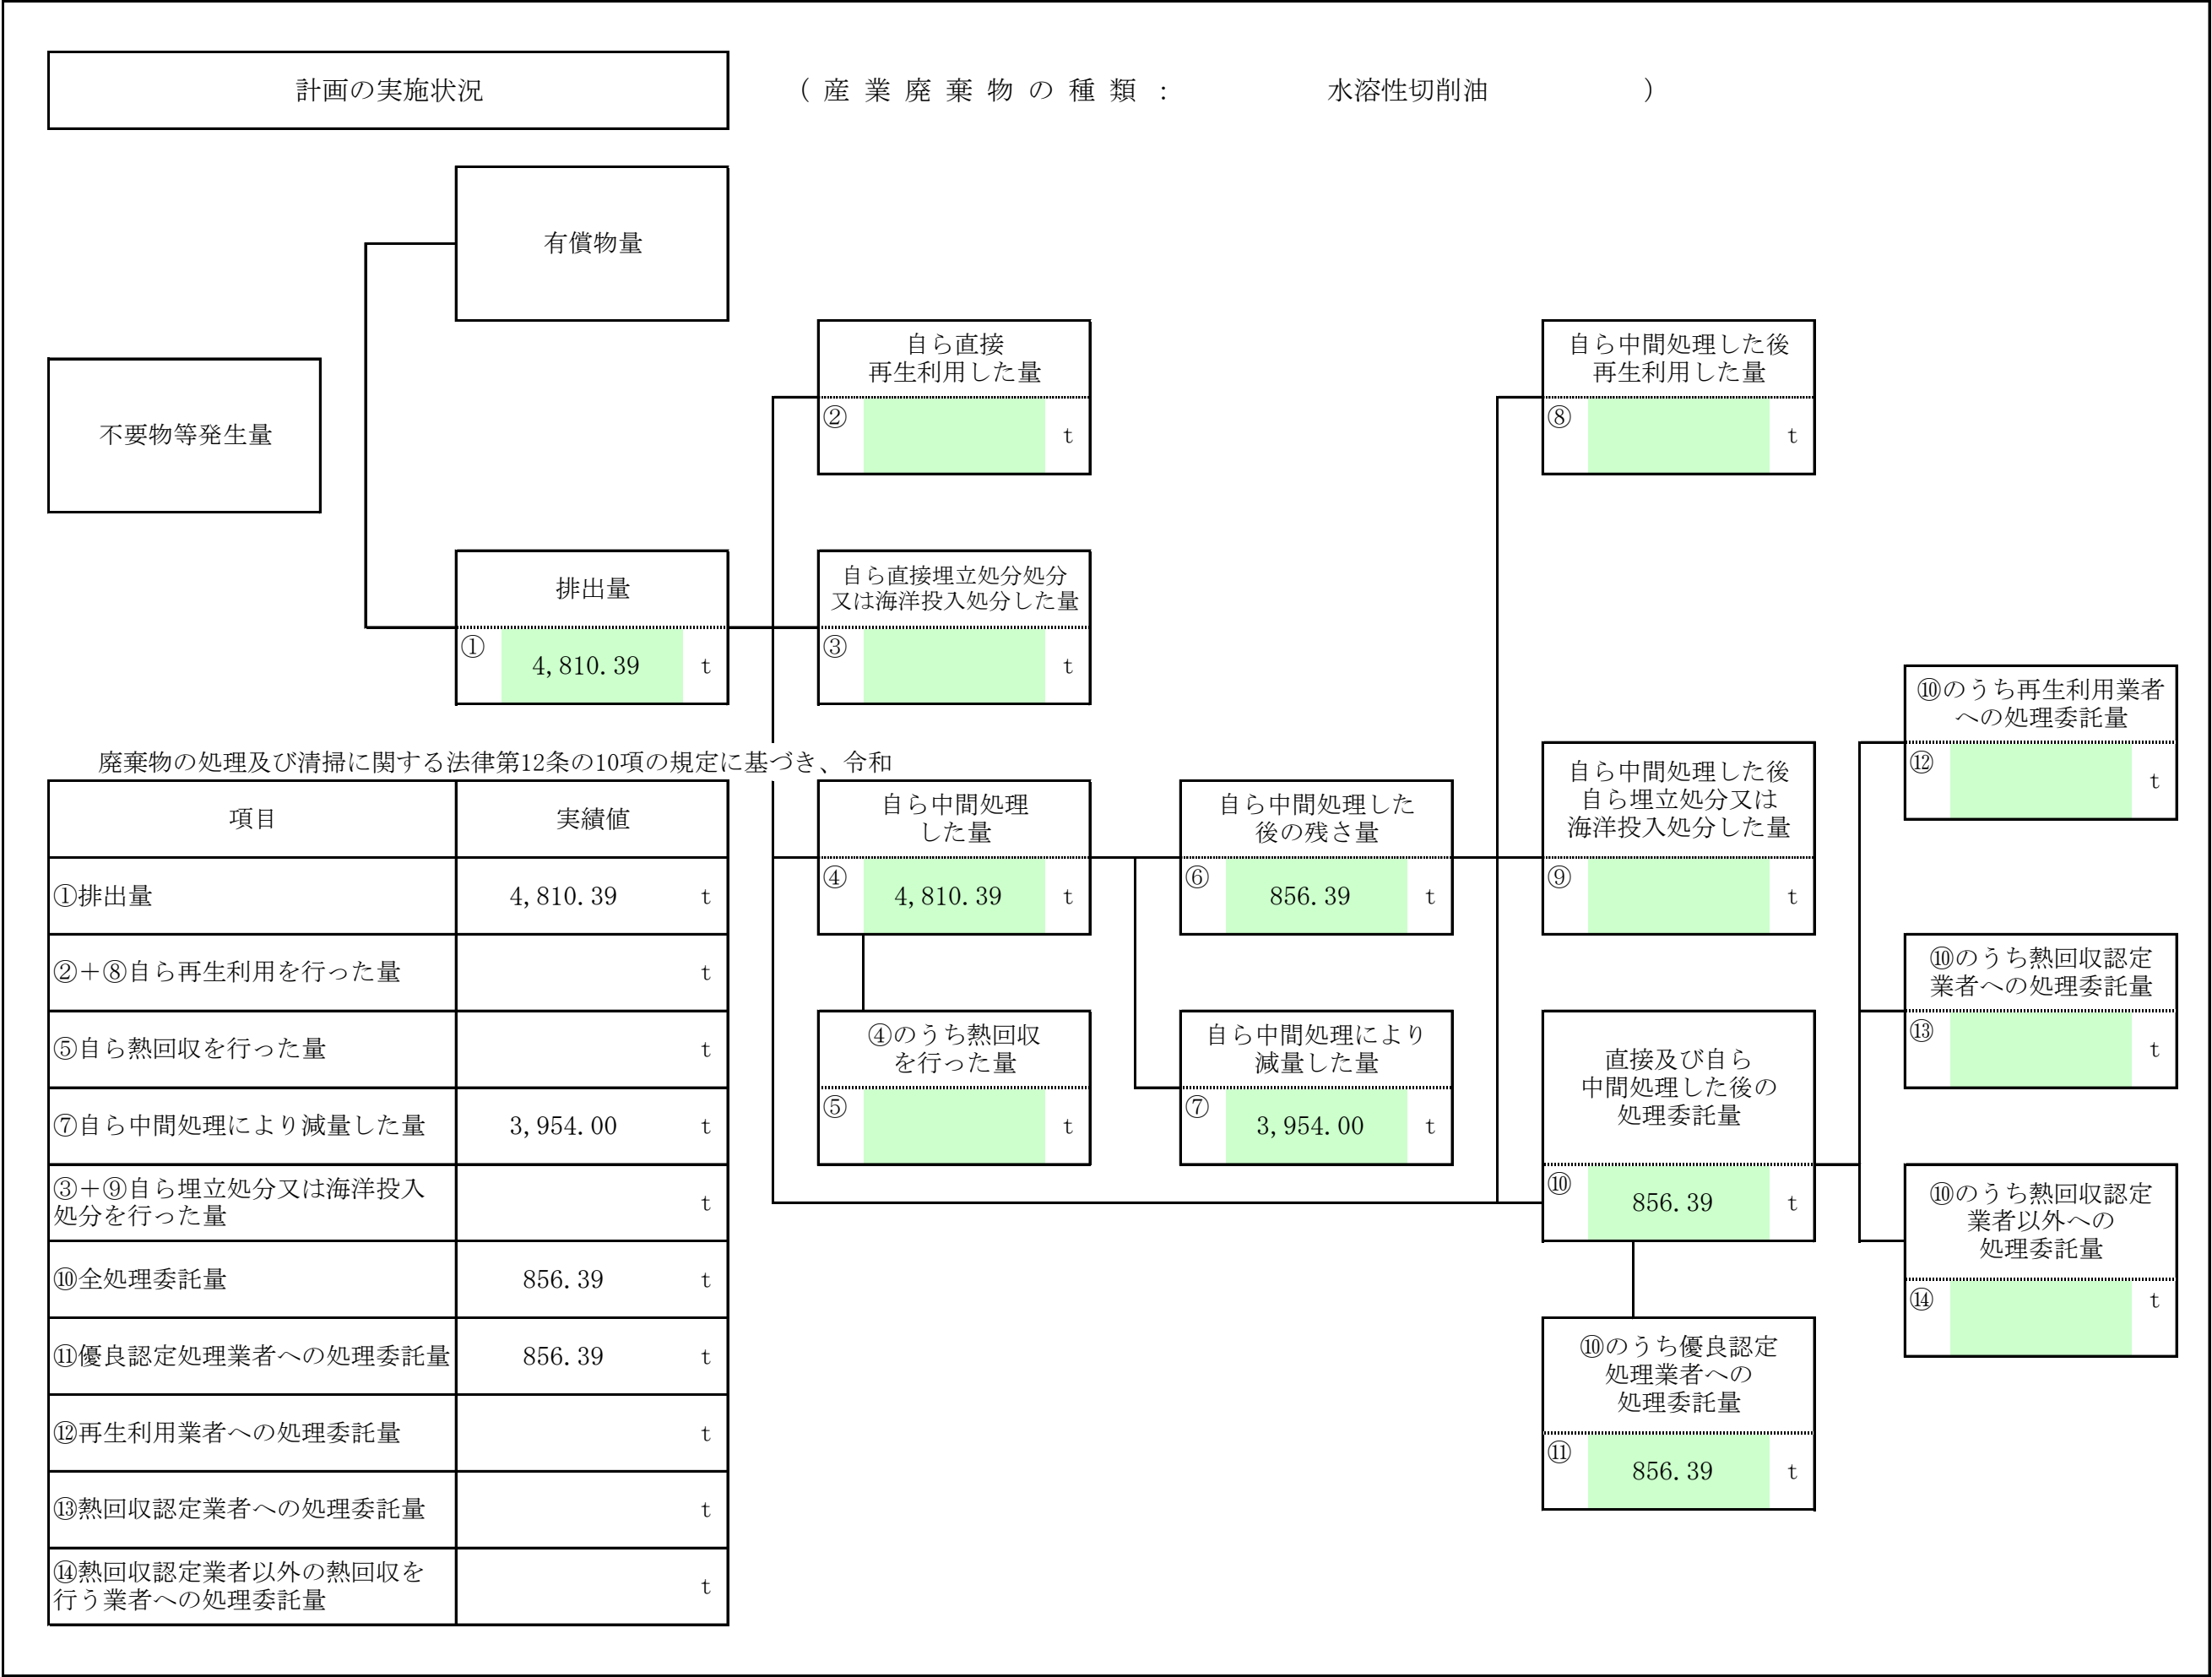 計画の実施状況
（産業廃棄物の種類： 水溶性切削油 ）
有償物量
不要物等発生量
自ら直接
再生利用した量
② t
自ら中間処理した後
再生利用した量
⑧ t
排出量
① 4,810.39 t
自ら直接埋立処分処分
又は海洋投入処分した量
③ t
⑩のうち再生利用業者
への処理委託量
⑫ t
廃棄物の処理及び清掃に関する法律第12条の10項の規定に基づき、令和
自ら中間処理
した量
④ 4,810.39 t
自ら中間処理した
後の残さ量
⑥ 856.39 t
自ら中間処理した後
自ら埋立処分又は
海洋投入処分した量
⑨ t
⑩のうち熱回収認定
業者への処理委託量
⑬ t
④のうち熱回収
を行った量
⑤ t
自ら中間処理により
減量した量
⑦ 3,954.00 t
直接及び自ら
中間処理した後の
処理委託量
⑩ 856.39 t
⑩のうち熱回収認定
業者以外への
処理委託量
⑭ t
⑩のうち優良認定
処理業者への
処理委託量
⑪ 856.39 t
項目 実績値
①排出量 4,810.39 t
②＋⑧自ら再生利用を行った量 t
⑤自ら熱回収を行った量 t
⑦自ら中間処理により減量した量 3,954.00 t
③＋⑨自ら埋立処分又は海洋投入
処分を行った量 t
⑩全処理委託量 856.39 t
⑪優良認定処理業者への処理委託量 856.39 t
⑫再生利用業者への処理委託量 t
⑬熱回収認定業者への処理委託量 t
⑭熱回収認定業者以外の熱回収を
行う業者への処理委託量 t